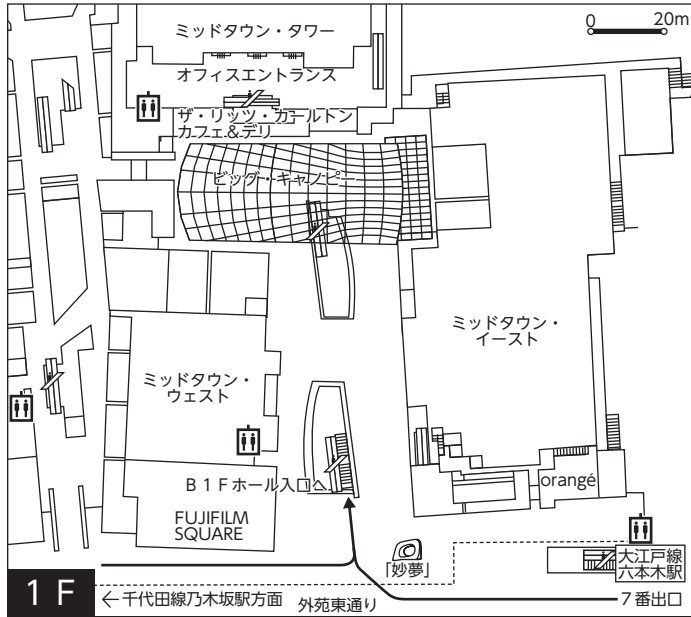 ミッドタウン・タワー
0 20m
オフィスエントランス
ザ・リッツ・カールトン
カフェ&デリ
ビッグ・キャノピー
ミッドタウン・
イースト
ミッドタウン・
ウェスト
B1Fホール入口へ
orangé
FUJIFILM
SQUARE
「妙夢」
大江戸線
六本木駅
1F
←千代田線乃木坂駅方面
外苑東通り
7番出口